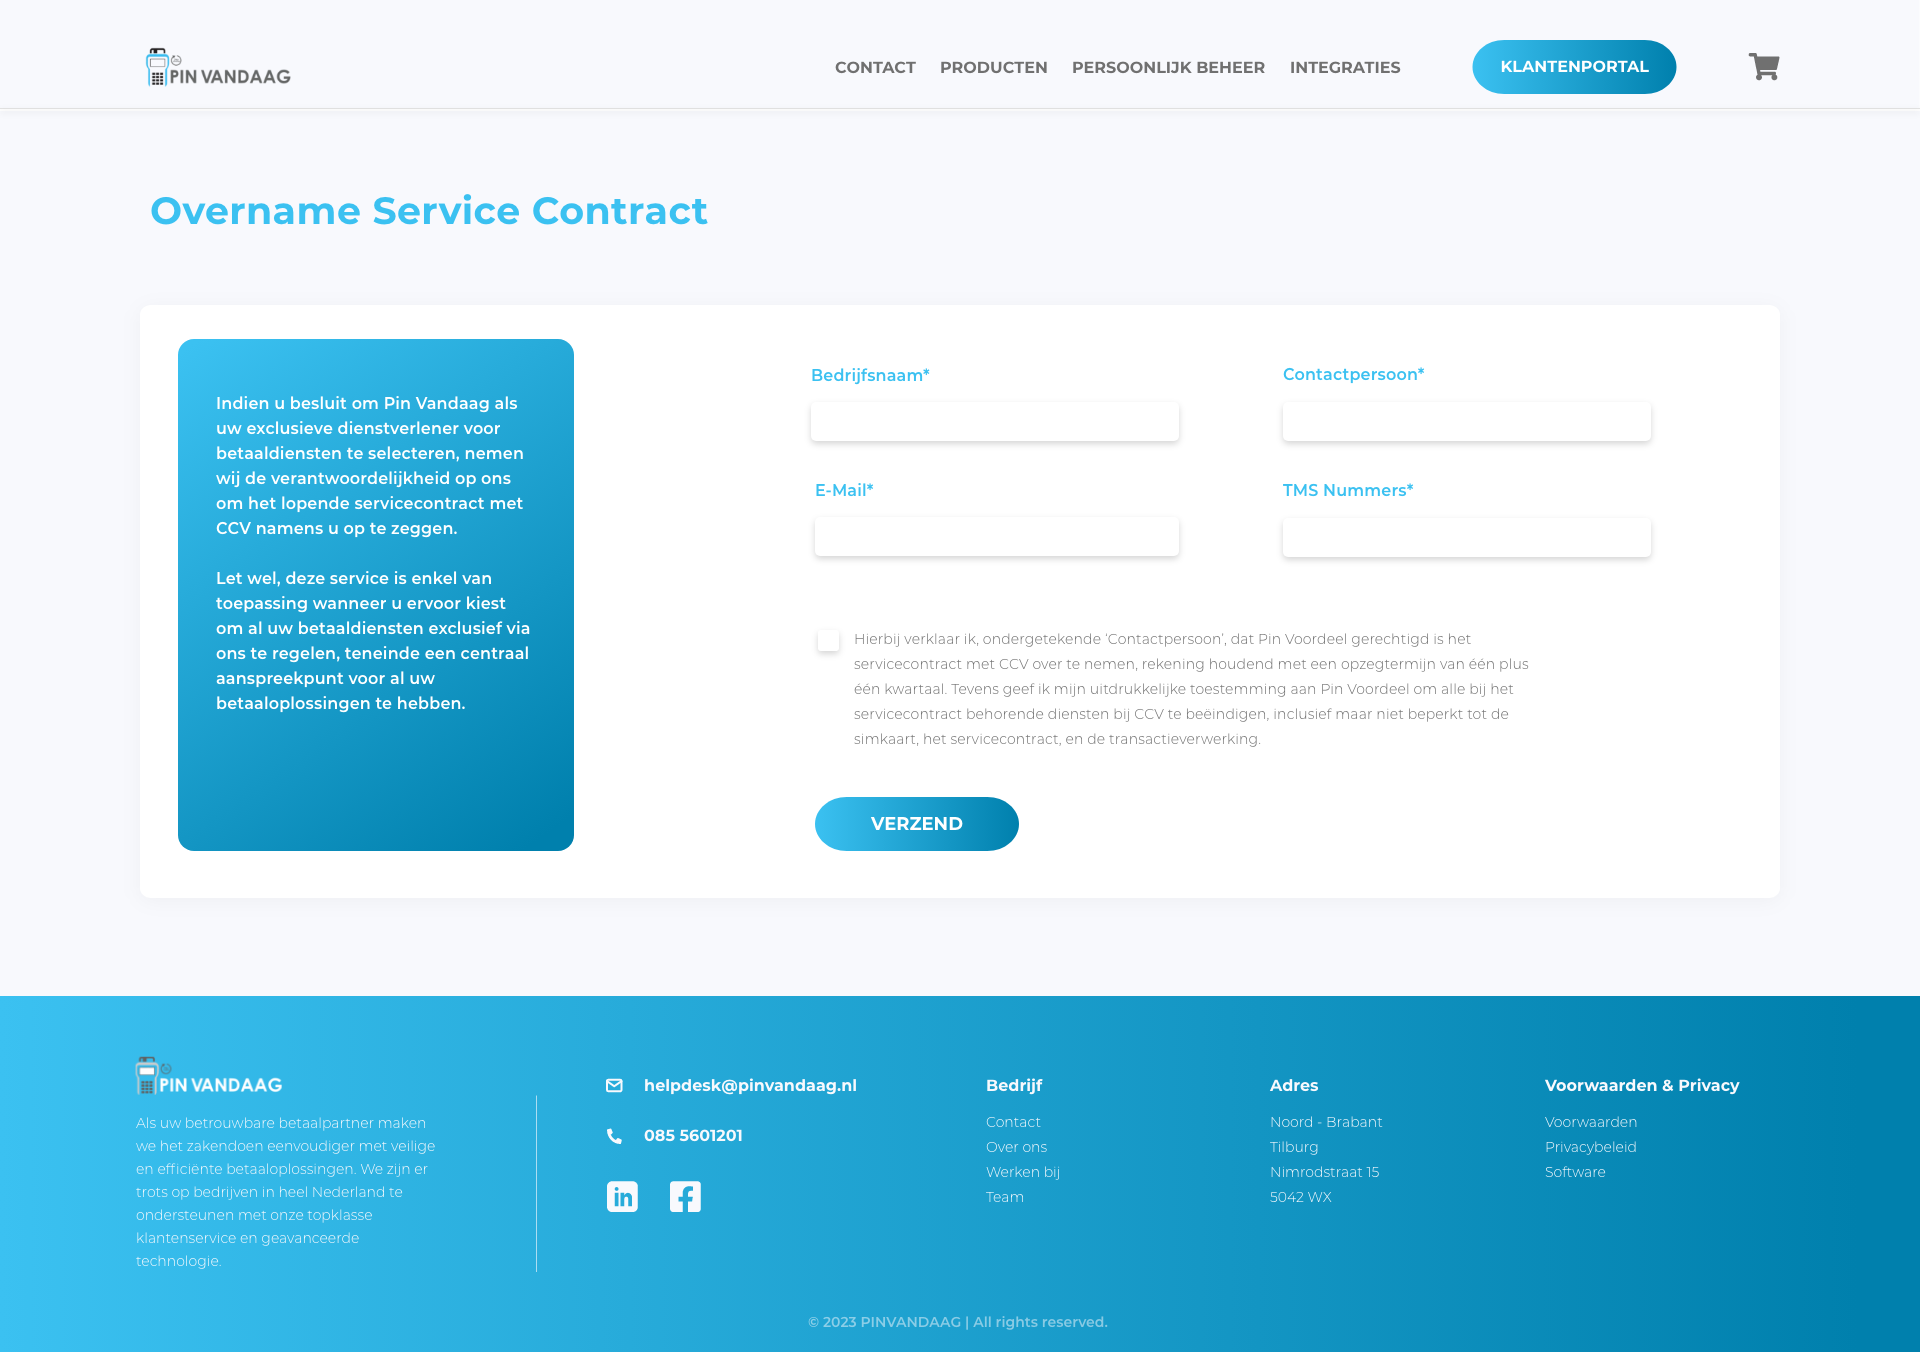 PIN VANDAAG
CONTACT PRODUCTEN PERSOONLIJK BEHEER INTEGRATIES KLANTENPORTAL
Overname Service Contract
Indien u besluit om Pin Vandaag als
uw exclusieve dienstverlener voor
betaaldiensten te selecteren, nemen
wij de verantwoordelijkheid op ons
om het lopende servicecontract met
CCV namens u op te zeggen.
Let wel, deze service is enkel van
toepassing wanneer u ervoor kiest
om al uw betaaldiensten exclusief via
ons te regelen, teneinde een centraal
aanspreekpunt voor al uw
betaaloplossingen te hebben.
Bedrijfsnaam*
Contactpersoon*
E-Mail*
TMS Nummers*
Hierbij verklaar ik, ondergetekende ‘Contactpersoon’, dat Pin Voordeel gerechtigd is het
servicecontract met CCV over te nemen, rekening houdend met een opzegtermijn van één plus
één kwartaal. Tevens geef ik mijn uitdrukkelijke toestemming aan Pin Voordeel om alle bij het
servicecontract behorende diensten bij CCV te beëindigen, inclusief maar niet beperkt tot de
simkaart, het servicecontract, en de transactieverwerking.
VERZEND
PIN VANDAAG
Als uw betrouwbare betaalpartner maken
we het zakendoen eenvoudiger met veilige
en efficiënte betaaloplossingen. We zijn er
trots op bedrijven in heel Nederland te
ondersteunen met onze topklasse
klantenservice en geavanceerde
technologie.
helpdesk@pinvandaag.nl
085 5601201
Bedrijf
Contact
Over ons
Werken bij
Team
Adres
Noord - Brabant
Tilburg
Nimrodstraat 15
5042 WX
Voorwaarden & Privacy
Voorwaarden
Privacybeleid
Software
© 2023 PINVANDAAG | All rights reserved.